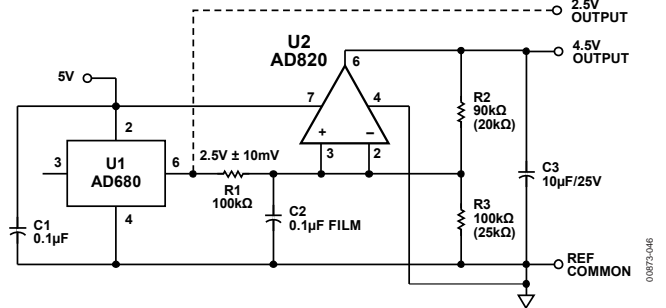 2.5V
OUTPUT
U2
AD820
6
4.5V
OUTPUT
5V
7
4
R2
90kΩ
(20kΩ)
2
+
–
3
U1
AD680
6
2.5V ± 10mV
3
2
R1
100kΩ
C3
10µF/25V
4
C1
0.1µF
C2
0.1µF FILM
R3
100kΩ
(25kΩ)
REF
COMMON
00873-046